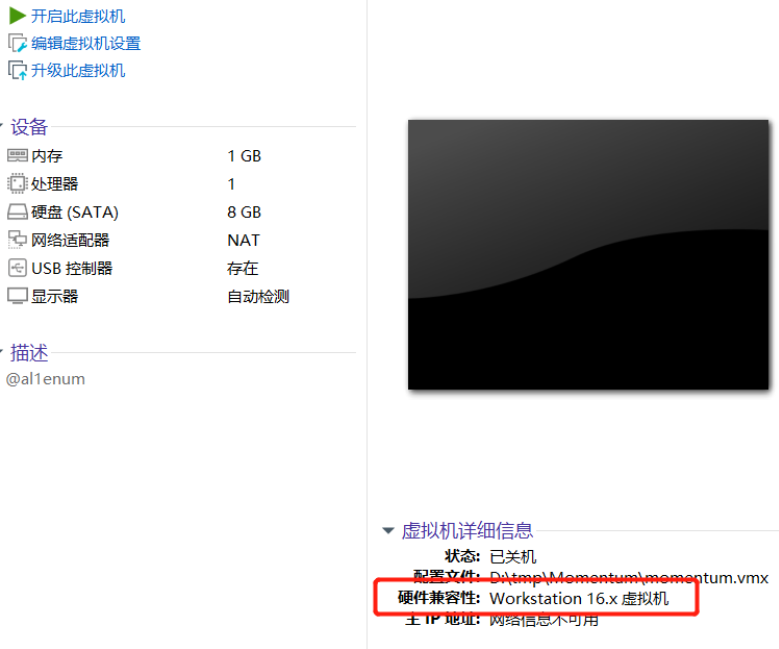 开启此虚拟机
编辑虚拟机设置
升级此虚拟机
设备
内存 1 GB
处理器 1
硬盘 (SATA) 8 GB
网络适配器 NAT
USB 控制器 存在
显示器 自动检测
描述
@al1enum
虚拟机详细信息
状态: 已关机
配置文件: D:\tmp\Momentum\momentum.vmx
硬件兼容性: Workstation 16.x 虚拟机
主 IP 地址: 网络信息不可用